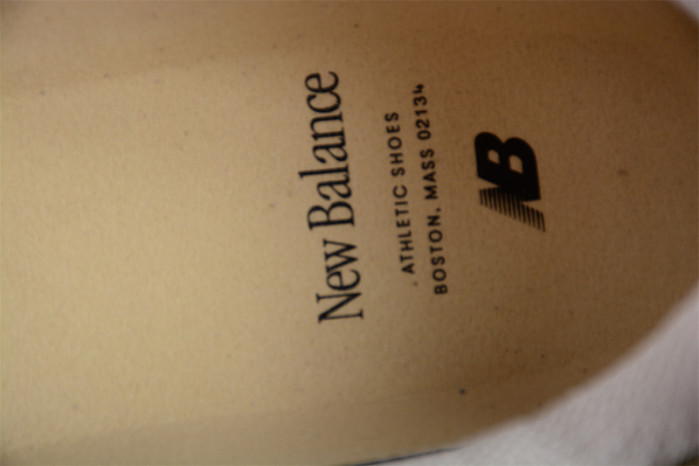 New Balance
ATHLETIC SHOES
BOSTON, MASS 02134
NB